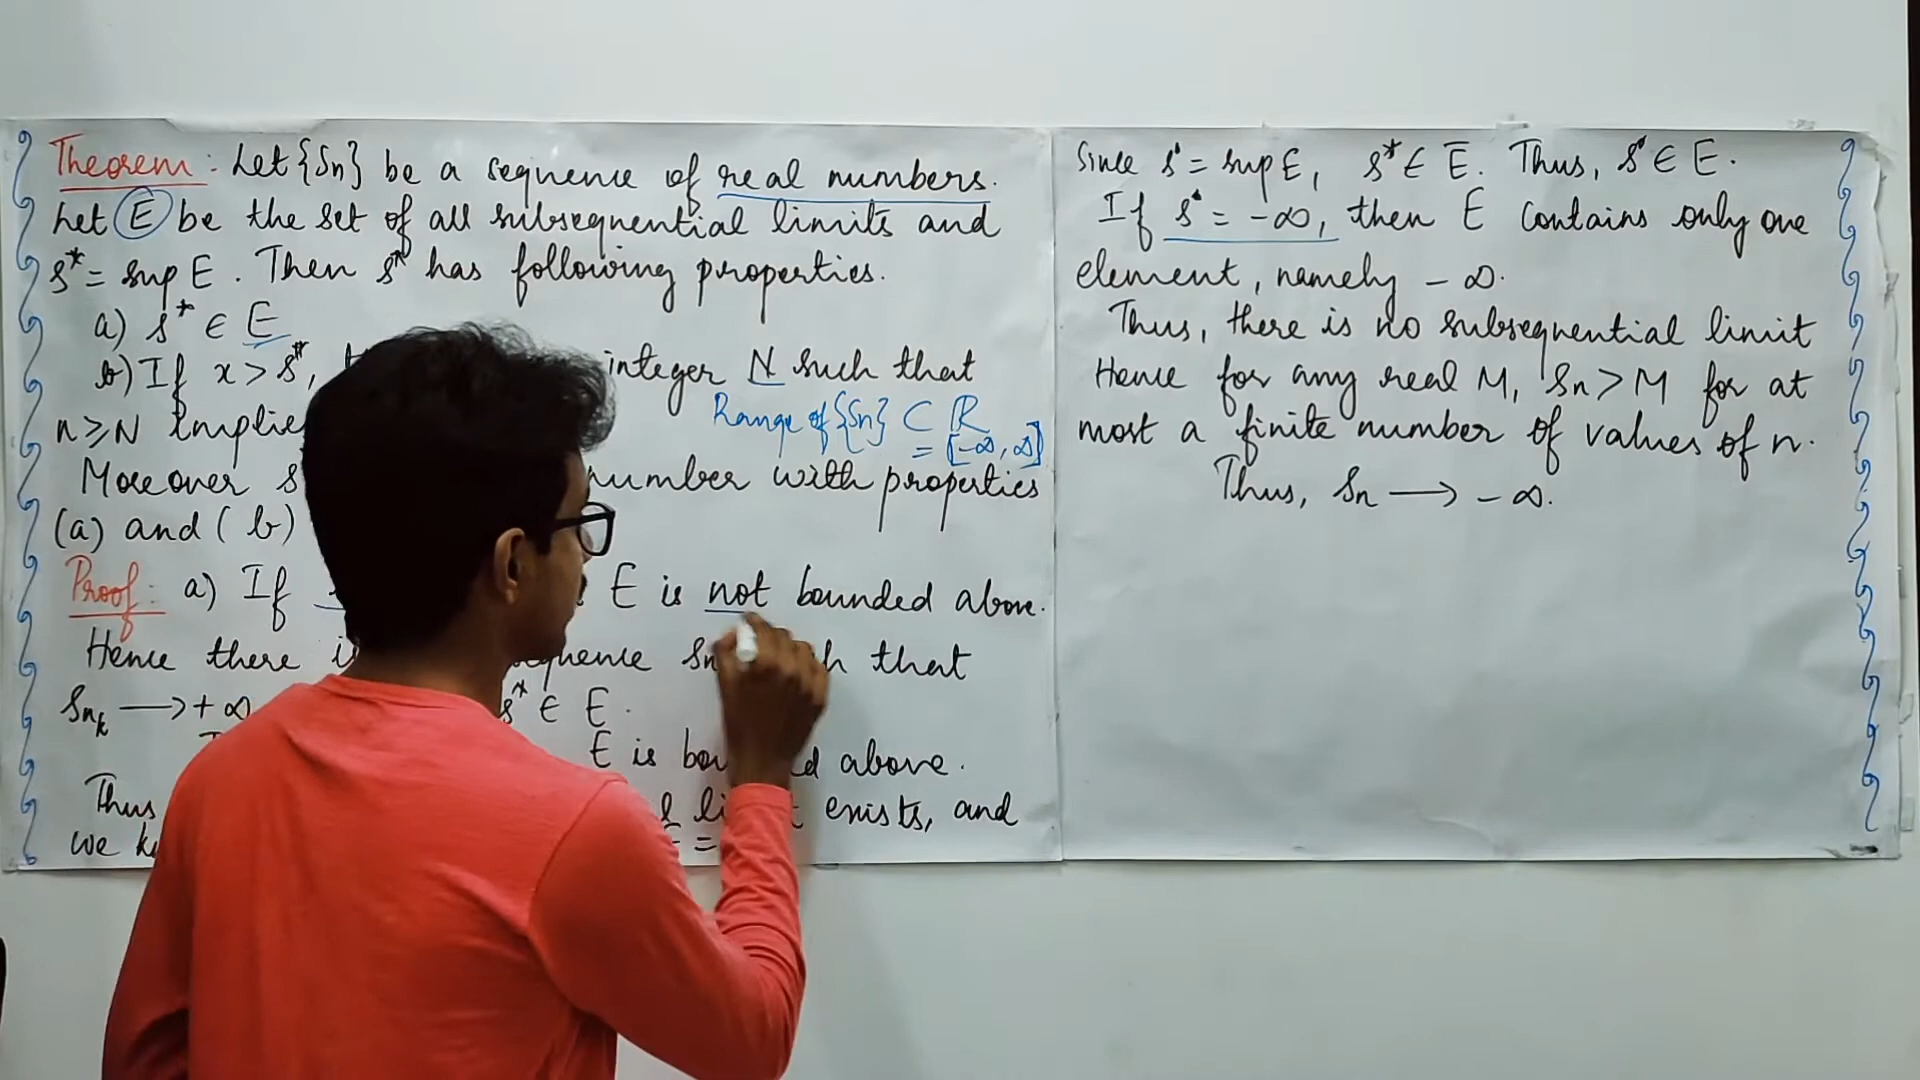 Theorem: Let {Sn} be a sequence of real numbers.
Let E be the set of all subsequential limits and
s* = sup E. Then s* has following properties.
a) s* ∈ E
b) If x > s*, integer N such that
Range of {Sn} ⊂ R
n ≥ N implies
= [-∞, ∞]
Moreover s number with properties
(a) and (b)
Proof: a) If E is not bounded above.
Hence there Sn that
Snk → +∞ s* ∈ E.
E is above.
Thus exists, and
we
Since s* = sup E, s* ∈ E̅. Thus, s* ∈ E.
If s* = -∞, then E contains only one
element, namely -∞.
Thus, there is no subsequential limit
Hence for any real M, Sn > M for at
most a finite number of values of n.
Thus, Sn → -∞.